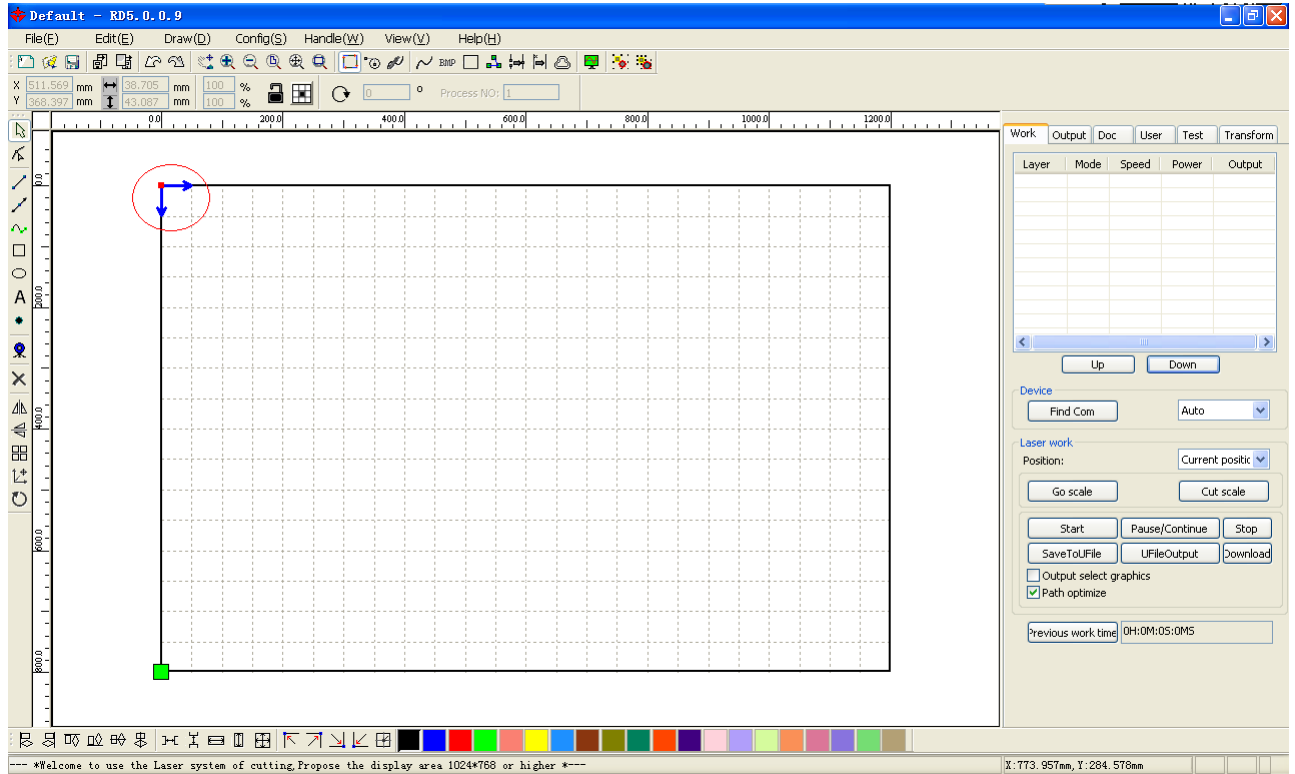 Default - RD5.0.0.9
File(F) Edit(E) Draw(D) Config(S) Handle(W) View(V) Help(H)
BMP
X 511.569 mm 38.705 mm 100 %
Y 368.397 mm 43.087 mm 100 %
0 ° Process NO: 1
0.0 200.0 400.0 600.0 800.0 1000.0 1200.0
0.0
200.0
400.0
600.0
800.0
A
Work Output Doc User Test Transform
Layer Mode Speed Power Output
Up Down
Device
Find Com Auto
Laser work
Position: Current positic
Go scale Cut scale
Start Pause/Continue Stop
SaveToUFile UFileOutput Download
Output select graphics
Path optimize
Previous work time 0H:0M:0S:0MS
--- *Welcome to use the Laser system of cutting,Propose the display area 1024*768 or higher *---
X:773.957mm,Y:284.578mm